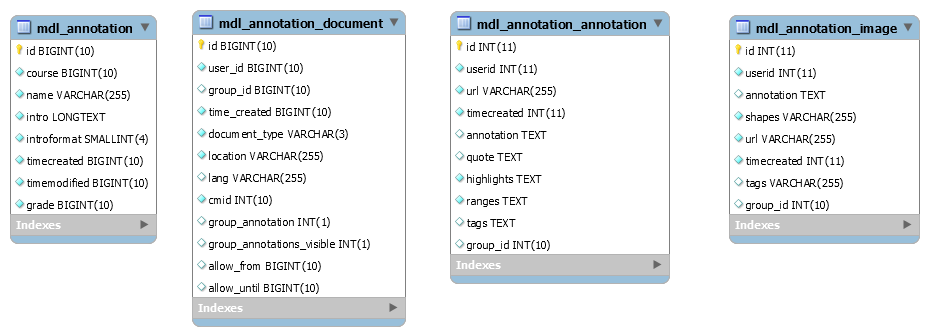 mdl_annotation
id BIGINT(10)
course BIGINT(10)
name VARCHAR(255)
intro LONGTEXT
introformat SMALLINT(4)
timecreated BIGINT(10)
timemodified BIGINT(10)
grade BIGINT(10)
Indexes
mdl_annotation_document
id BIGINT(10)
user_id BIGINT(10)
group_id BIGINT(10)
time_created BIGINT(10)
document_type VARCHAR(3)
location VARCHAR(255)
lang VARCHAR(255)
cmid INT(10)
group_annotation INT(1)
group_annotations_visible INT(1)
allow_from BIGINT(10)
allow_until BIGINT(10)
Indexes
mdl_annotation_annotation
id INT(11)
userid INT(11)
url VARCHAR(255)
timecreated INT(11)
annotation TEXT
quote TEXT
highlights TEXT
ranges TEXT
tags TEXT
group_id INT(10)
Indexes
mdl_annotation_image
id INT(11)
userid INT(11)
annotation TEXT
shapes VARCHAR(255)
url VARCHAR(255)
timecreated INT(11)
tags VARCHAR(255)
group_id INT(10)
Indexes